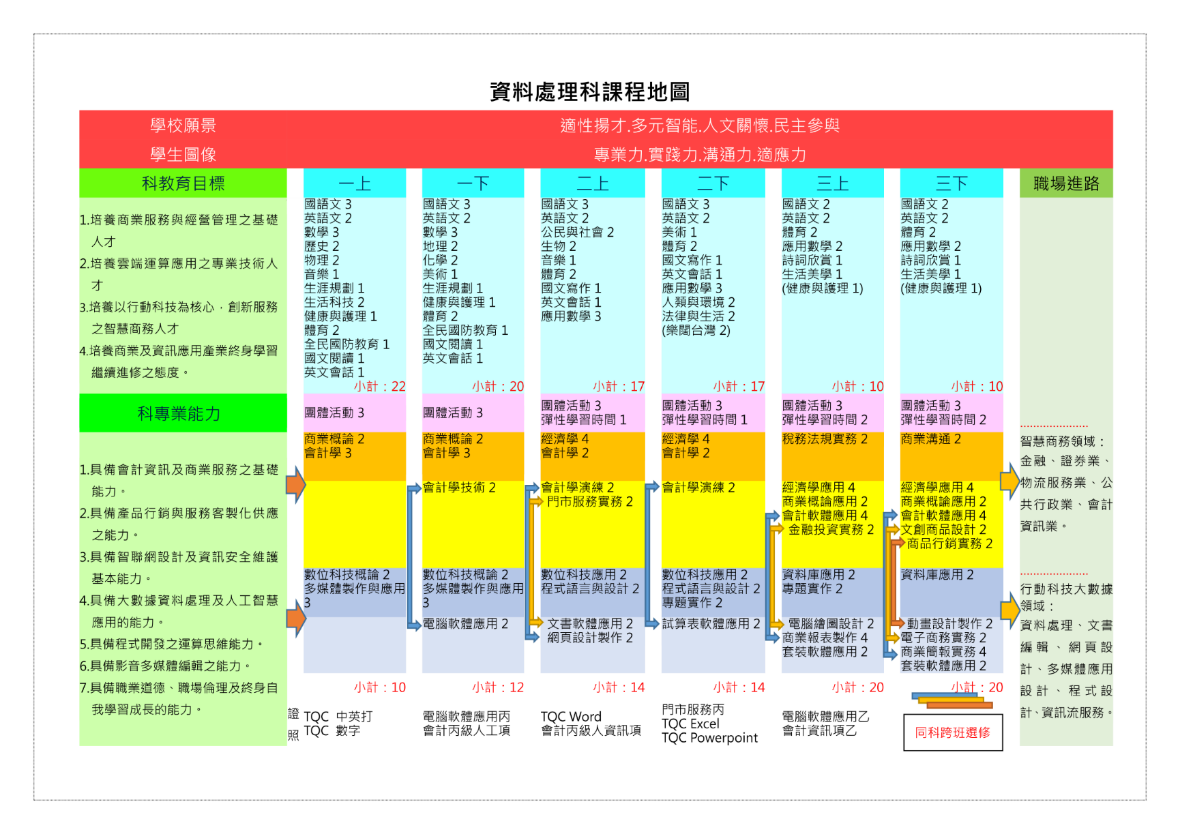 資料處理科課程地圖
學校願景
適性揚才.多元智能.人文關懷.民主參與
學生圖像
專業力.實踐力.溝通力.適應力
科教育目標
1.培養商業服務與經營管理之基礎
人才
2.培養雲端運算應用之專業技術人
才
3.培養以行動科技為核心，創新服務
之智慧商務人才
4.培養商業及資訊應用產業終身學習
繼續進修之態度。
科專業能力
1.具備會計資訊及商業服務之基礎
能力。
2.具備產品行銷與服務客製化供應
之能力。
3.具備智聯網設計及資訊安全維護
基本能力。
4.具備大數據資料處理及人工智慧
應用的能力。
5.具備程式開發之運算思維能力。
6.具備影音多媒體編輯之能力。
7.具備職業道德、職場倫理及終身自
我學習成長的能力。
一上
國語文 3
英語文 2
數學 3
歷史 2
物理 2
音樂 1
生涯規劃 1
生活科技 2
健康與護理 1
體育 2
全民國防教育 1
國文閱讀 1
英文會話 1
小計：22
團體活動 3
商業概論 2
會計學 3
數位科技概論 2
多媒體製作與應用
3
小計：10
證
照
TQC 中英打
TQC 數字
一下
國語文 3
英語文 2
數學 3
地理 2
化學 2
美術 1
生涯規劃 1
健康與護理 1
體育 2
全民國防教育 1
國文閱讀 1
英文會話 1
小計：20
團體活動 3
商業概論 2
會計學 3
會計學技術 2
數位科技概論 2
多媒體製作與應用
3
電腦軟體應用 2
小計：12
電腦軟體應用丙
會計丙級人工項
二上
國語文 3
英語文 2
公民與社會 2
生物 2
音樂 1
體育 2
國文寫作 1
英文會話 1
應用數學 3
小計：17
團體活動 3
彈性學習時間 1
經濟學 4
會計學 2
會計學演練 2
門市服務實務 2
數位科技應用 2
程式語言與設計 2
文書軟體應用 2
網頁設計製作 2
小計：14
TQC Word
會計丙級人資訊項
二下
國語文 3
英語文 2
美術 1
體育 2
國文寫作 1
英文會話 1
應用數學 3
人類與環境 2
法律與生活 2
(樂閱台灣 2)
小計：17
團體活動 3
彈性學習時間 1
經濟學 4
會計學 2
會計學演練 2
數位科技應用 2
程式語言與設計 2
專題實作 2
試算表軟體應用 2
小計：14
門市服務丙
TQC Excel
TQC Powerpoint
三上
國語文 2
英語文 2
體育 2
應用數學 2
詩詞欣賞 1
生活美學 1
(健康與護理 1)
小計：10
團體活動 3
彈性學習時間 2
稅務法規實務 2
經濟學應用 4
商業概論應用 2
會計軟體應用 4
金融投資實務 2
資料庫應用 2
專題實作 2
電腦繪圖設計 2
商業報表製作 4
套裝軟體應用 2
小計：20
電腦軟體應用乙
會計資訊項乙
三下
國語文 2
英語文 2
體育 2
應用數學 2
詩詞欣賞 1
生活美學 1
(健康與護理 1)
小計：10
團體活動 3
彈性學習時間 2
商業溝通 2
經濟學應用 4
商業概論應用 2
會計軟體應用 4
文創商品設計 2
商品行銷實務 2
資料庫應用 2
動畫設計製作 2
電子商務實務 2
商業簡報實務 4
套裝軟體應用 2
小計：20
同科跨班選修
職場進路
智慧商務領域：
金融、證券業、
物流服務業、公
共行政業、會計
資訊業。
行動科技大數據
領域：
資料處理、文書
編輯、網頁設
計、多媒體應用
設計、程式設
計、資訊流服務。